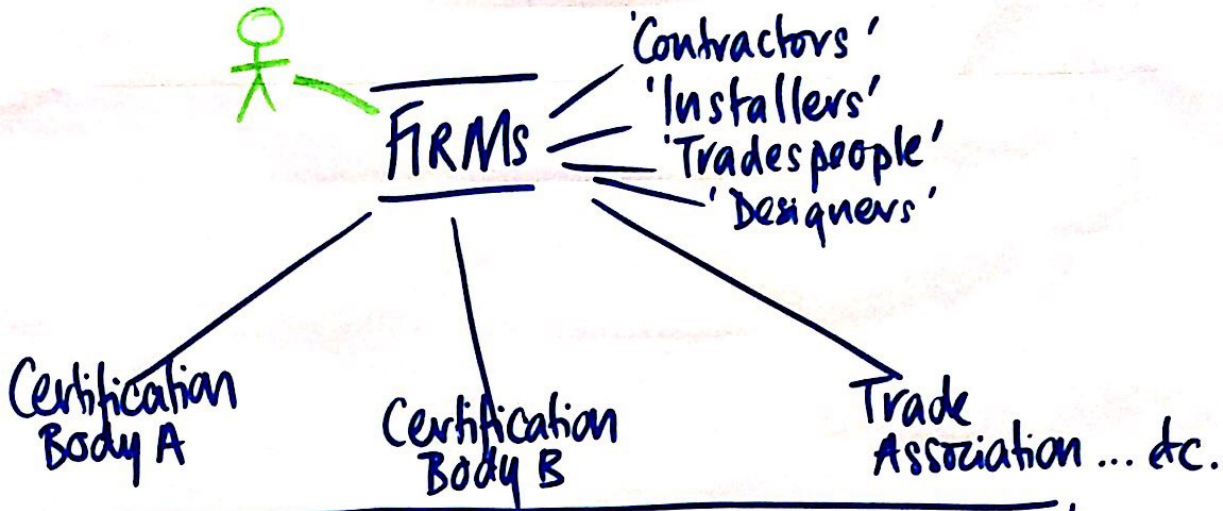 'Contractors'
'Installers'
FIRMs
'Tradespeople'
'Designers'
Certification
Body A
Certification
Body B
Trade
Association ... etc.